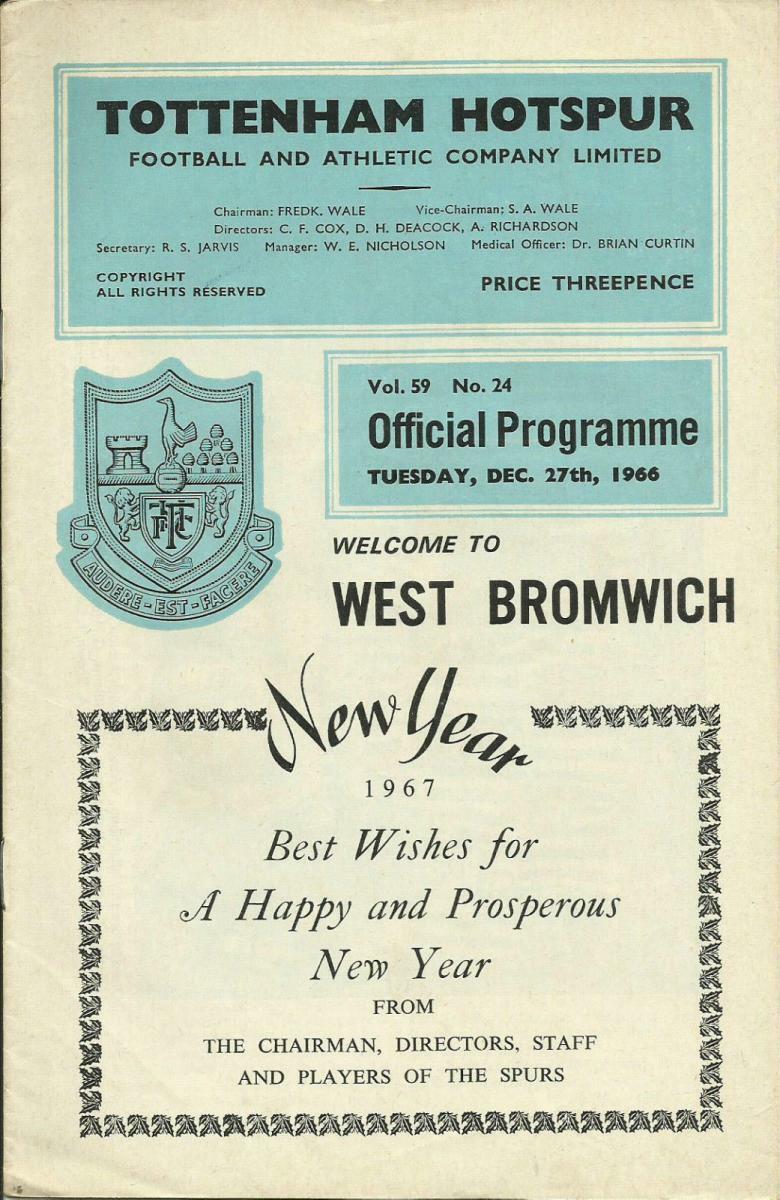 TOTTENHAM HOTSPUR
FOOTBALL AND ATHLETIC COMPANY LIMITED
Chairman: FREDK. WALE Vice-Chairman: S. A. WALE
Directors: C. F. COX, D. H. DEACOCK, A. RICHARDSON
Secretary: R. S. JARVIS Manager: W. E. NICHOLSON Medical Officer: Dr. BRIAN CURTIN
COPYRIGHT
ALL RIGHTS RESERVED
PRICE THREEPENCE
Vol. 59 No. 24
Official Programme
TUESDAY, DEC. 27th, 1966
AUDERE-EST-FACERE
WELCOME TO
WEST BROMWICH
New Year
1967
Best Wishes for
A Happy and Prosperous
New Year
FROM
THE CHAIRMAN, DIRECTORS, STAFF
AND PLAYERS OF THE SPURS